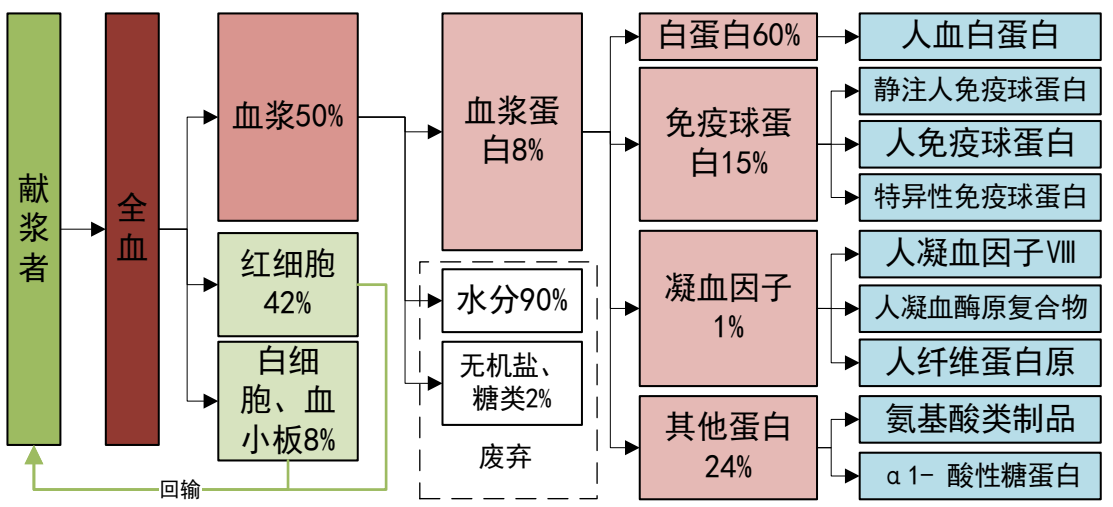 献
浆
者
全
血
血浆50%
红细胞
42%
白细
胞、血
小板8%
回输
血浆蛋
白8%
水分90%
无机盐、
糖类2%
废弃
白蛋白60%
免疫球蛋
白15%
凝血因子
1%
其他蛋白
24%
人血白蛋白
静注人免疫球蛋白
人免疫球蛋白
特异性免疫球蛋白
人凝血因子Ⅷ
人凝血酶原复合物
人纤维蛋白原
氨基酸类制品
α1- 酸性糖蛋白